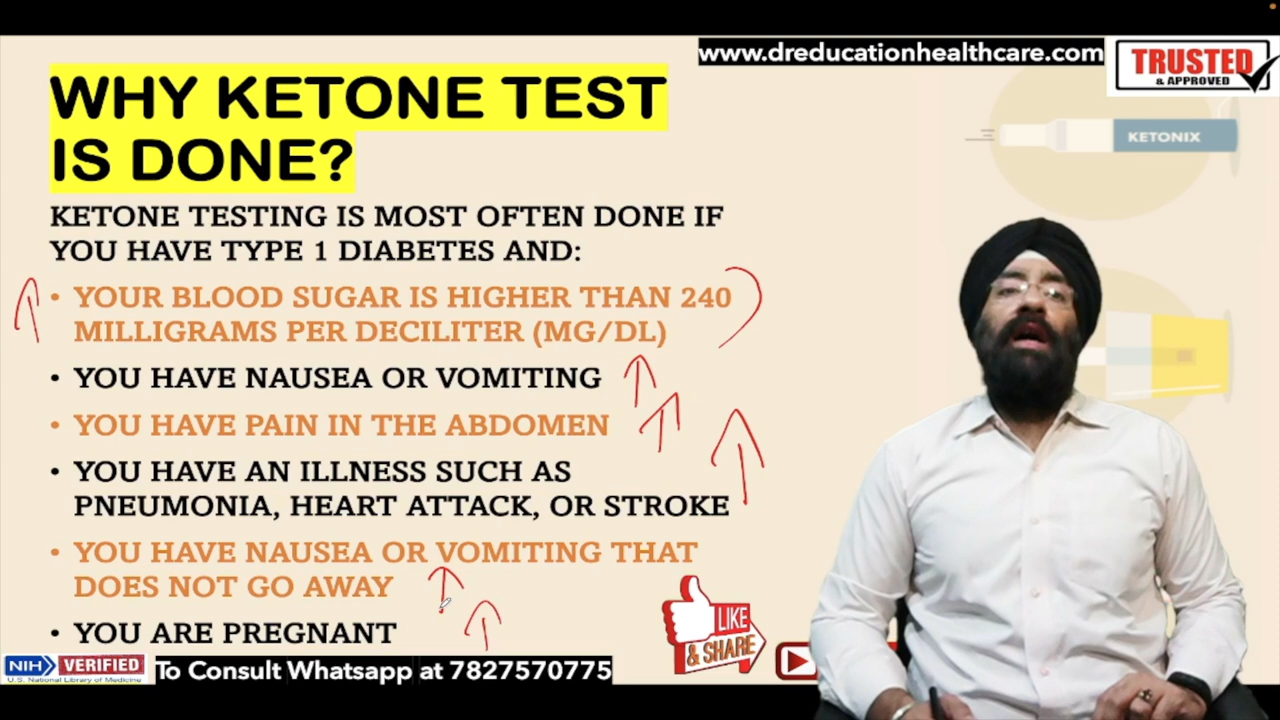 www.dreducationhealthcare.com
TRUSTED
& APPROVED
WHY KETONE TEST
IS DONE?
KETONIX
KETONE TESTING IS MOST OFTEN DONE IF
YOU HAVE TYPE 1 DIABETES AND:
• YOUR BLOOD SUGAR IS HIGHER THAN 240
MILLIGRAMS PER DECILITER (MG/DL)
• YOU HAVE NAUSEA OR VOMITING
• YOU HAVE PAIN IN THE ABDOMEN
• YOU HAVE AN ILLNESS SUCH AS
PNEUMONIA, HEART ATTACK, OR STROKE
• YOU HAVE NAUSEA OR VOMITING THAT
DOES NOT GO AWAY
• YOU ARE PREGNANT
LIKE
& SHARE
NIH VERIFIED
U.S. National Library of Medicine
To Consult Whatsapp at 7827570775